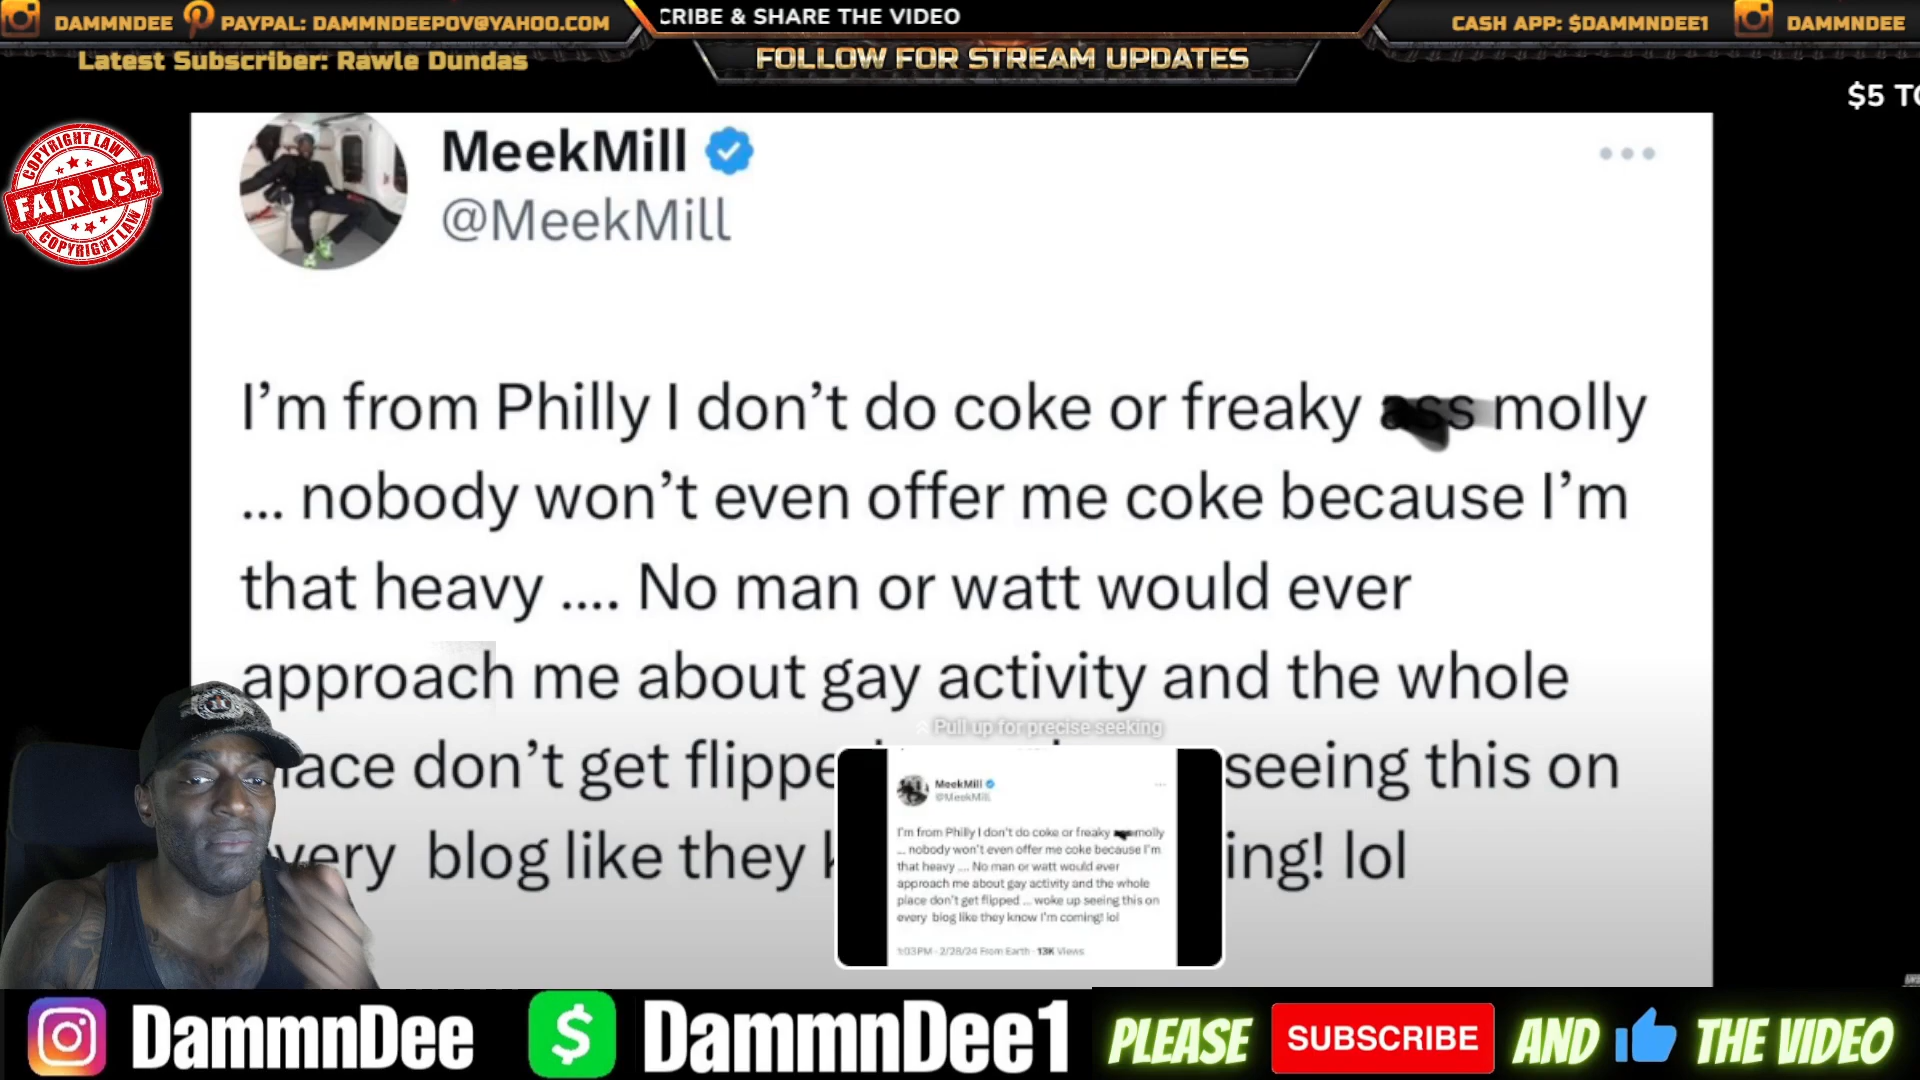 DAMMNDEE
PAYPAL: DAMMNDEEPOV@YAHOO.COM
CRIBE & SHARE THE VIDEO
CASH APP: $DAMMNDEE1
DAMMNDEE
Latest Subscriber: Rawle Dundas
FOLLOW FOR STREAM UPDATES
$5 TO
COPYRIGHT LAW
FAIR USE
COPYRIGHT LAW
MeekMill
@MeekMill
I'm from Philly I don't do coke or freaky ass molly
... nobody won't even offer me coke because I'm
that heavy .... No man or watt would ever
approach me about gay activity and the whole
place don't get flippe seeing this on
very blog like they k ing! lol
Pull up for precise seeking
MeekMill
@MeekMill
I'm from Philly I don't do coke or freaky molly
... nobody won't even offer me coke because I'm
that heavy .... No man or watt would ever
approach me about gay activity and the whole
place don't get flipped ... woke up seeing this on
every blog like they know I'm coming! lol
1:03PM · 2/28/24 From Earth · 13K Views
DammnDee
$
DammnDee1
PLEASE
SUBSCRIBE
AND
THE VIDEO